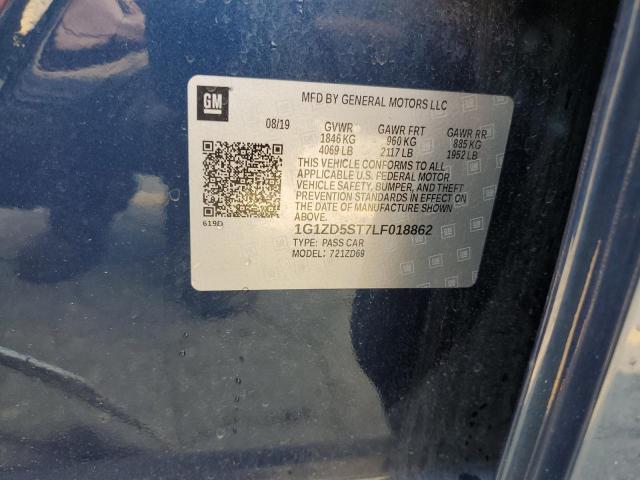 GM
MFD BY GENERAL MOTORS LLC
08/19 GVWR GAWR FRT GAWR RR
1846 KG 960 KG 885 KG
4069 LB 2117 LB 1952 LB
THIS VEHICLE CONFORMS TO ALL
APPLICABLE U.S. FEDERAL MOTOR
VEHICLE SAFETY, BUMPER, AND THEFT
PREVENTION STANDARDS IN EFFECT
ON THE DATE OF MANUFACTURE SHOWN
ABOVE.
619D
1G1ZD5ST7LF018862
TYPE: PASS CAR
MODEL: 721ZD69